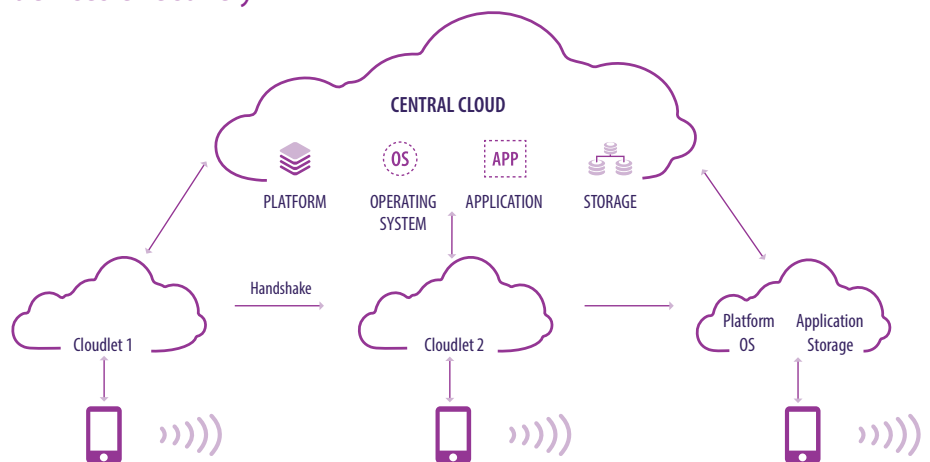 CENTRAL CLOUD
OS
APP
PLATFORM
OPERATING
SYSTEM
APPLICATION
STORAGE
Handshake
Cloudlet 1
Cloudlet 2
Platform
OS
Application
Storage